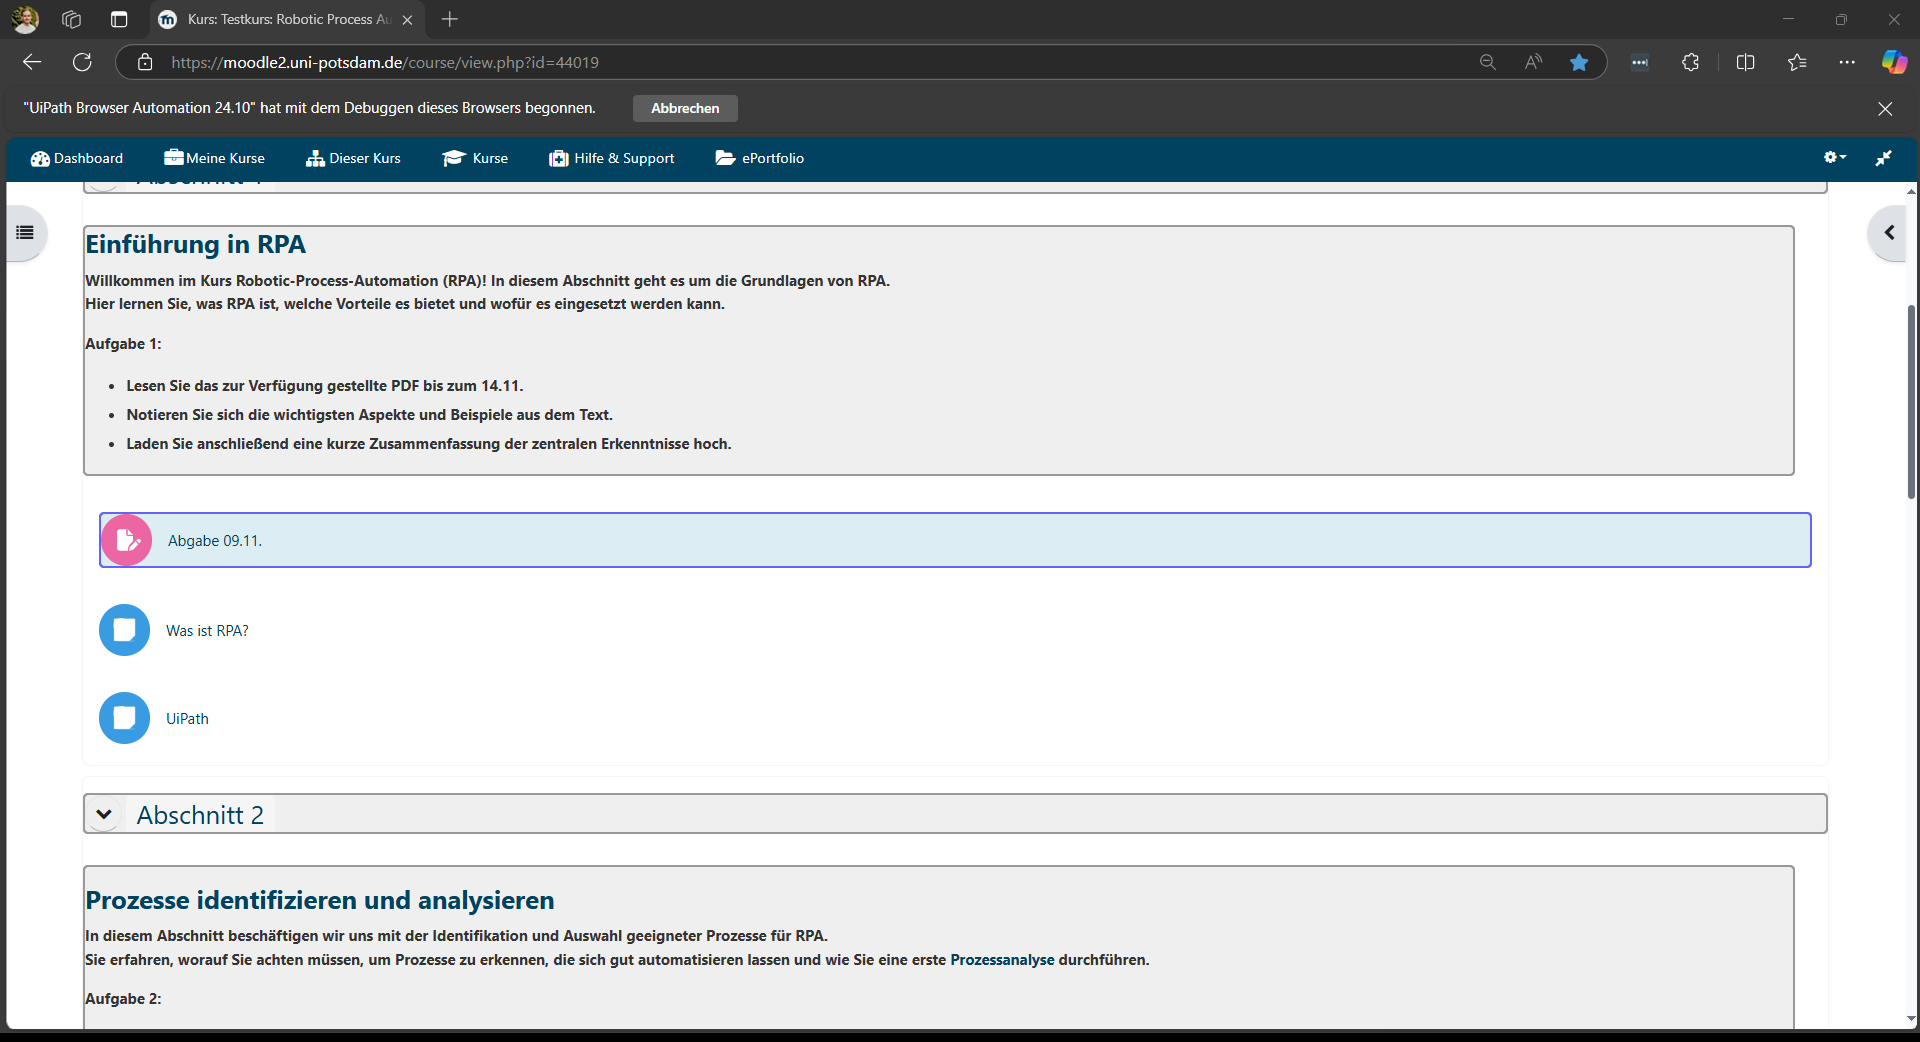 Kurs: Testkurs: Robotic Process Au
https://moodle2.uni-potsdam.de/course/view.php?id=44019
"UiPath Browser Automation 24.10" hat mit dem Debuggen dieses Browsers begonnen.
Abbrechen
Dashboard
Meine Kurse
Dieser Kurs
Kurse
Hilfe & Support
ePortfolio
Einführung in RPA
Willkommen im Kurs Robotic-Process-Automation (RPA)! In diesem Abschnitt geht es um die Grundlagen von RPA.
Hier lernen Sie, was RPA ist, welche Vorteile es bietet und wofür es eingesetzt werden kann.
Aufgabe 1:
• Lesen Sie das zur Verfügung gestellte PDF bis zum 14.11.
• Notieren Sie sich die wichtigsten Aspekte und Beispiele aus dem Text.
• Laden Sie anschließend eine kurze Zusammenfassung der zentralen Erkenntnisse hoch.
Abgabe 09.11.
Was ist RPA?
UiPath
Abschnitt 2
Prozesse identifizieren und analysieren
In diesem Abschnitt beschäftigen wir uns mit der Identifikation und Auswahl geeigneter Prozesse für RPA.
Sie erfahren, worauf Sie achten müssen, um Prozesse zu erkennen, die sich gut automatisieren lassen und wie Sie eine erste Prozessanalyse durchführen.
Aufgabe 2: